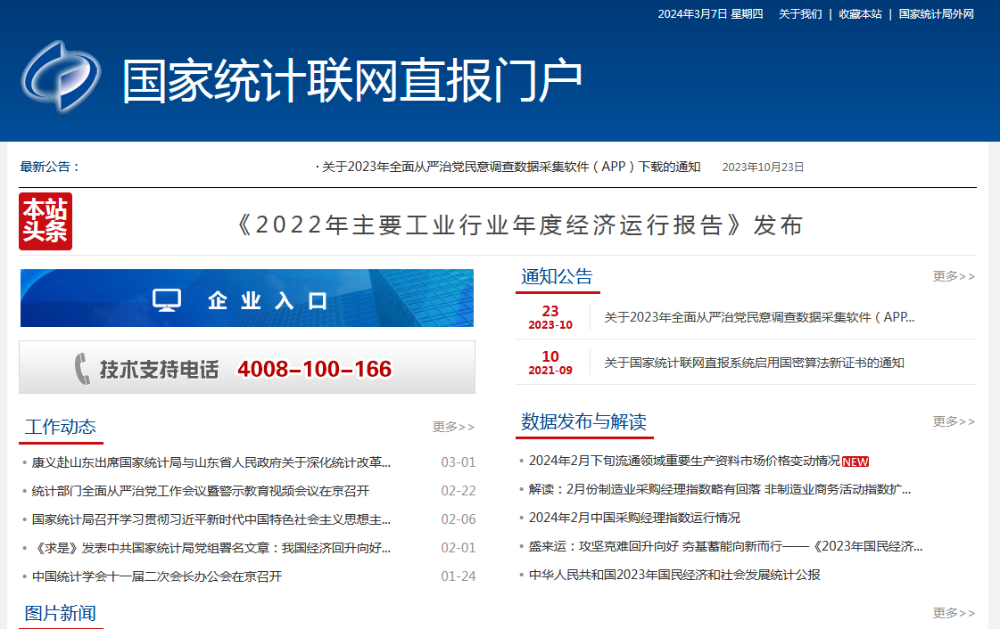 2024年3月7日 星期四 关于我们 | 收藏本站 | 国家统计局外网
国家统计联网直报门户
最新公告： · 关于2023年全面从严治党民意调查数据采集软件（APP）下载的通知 2023年10月23日
本站
头条
《2022年主要工业行业年度经济运行报告》发布
企业入口
技术支持电话 4008-100-166
通知公告 更多>>
23
2023-10
关于2023年全面从严治党民意调查数据采集软件（APP...
10
2021-09
关于国家统计联网直报系统启用国密算法新证书的通知
工作动态 更多>>
• 康义赴山东出席国家统计局与山东省人民政府关于深化统计改革... 03-01
• 统计部门全面从严治党工作会议暨警示教育视频会议在京召开 02-22
• 国家统计局召开学习贯彻习近平新时代中国特色社会主义思想主... 02-06
• 《求是》发表中共国家统计局党组署名文章：我国经济回升向好... 02-01
• 中国统计学会十一届二次会长办公会在京召开 01-24
数据发布与解读 更多>>
• 2024年2月下旬流通领域重要生产资料市场价格变动情况 NEW
• 解读：2月份制造业采购经理指数略有回落 非制造业商务活动指数扩...
• 2024年2月中国采购经理指数运行情况
• 盛来运：攻坚克难回升向好 夯基蓄能向新而行——《2023年国民经济...
• 中华人民共和国2023年国民经济和社会发展统计公报
图片新闻 更多>>